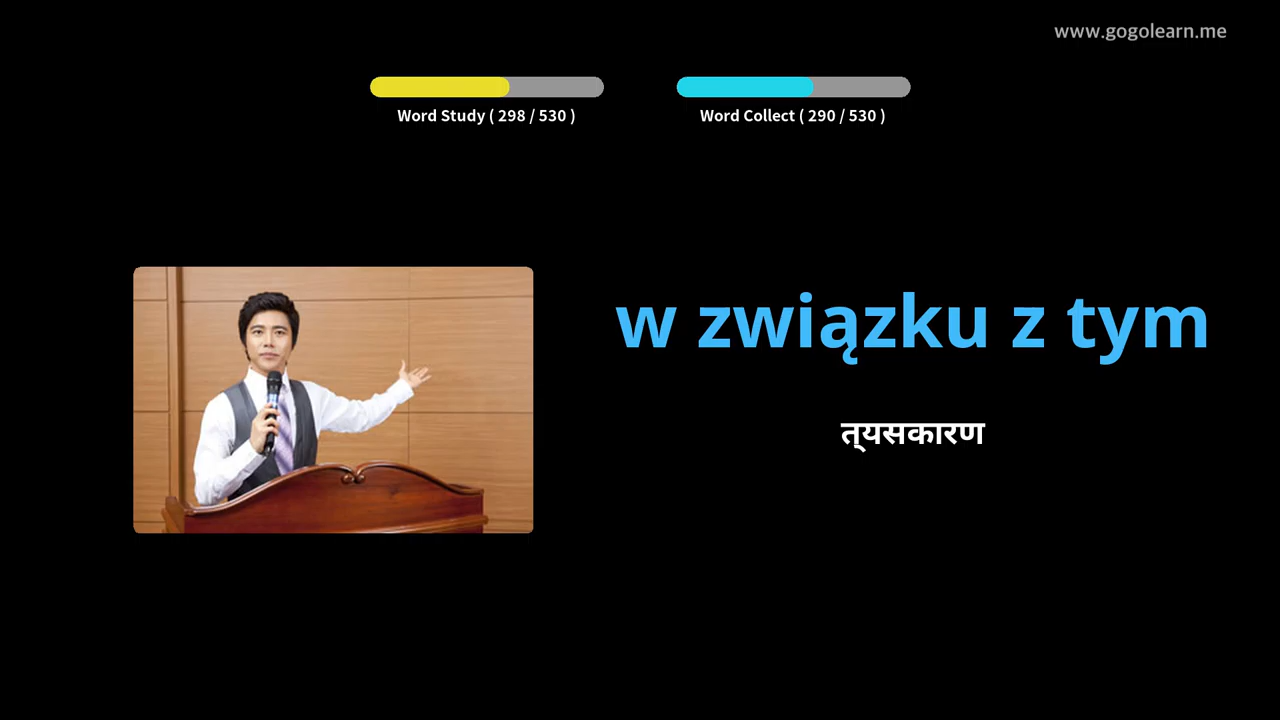 www.gogolearn.me
Word Study ( 298 / 530 )
Word Collect ( 290 / 530 )
w związku z tym
त्यसकारण